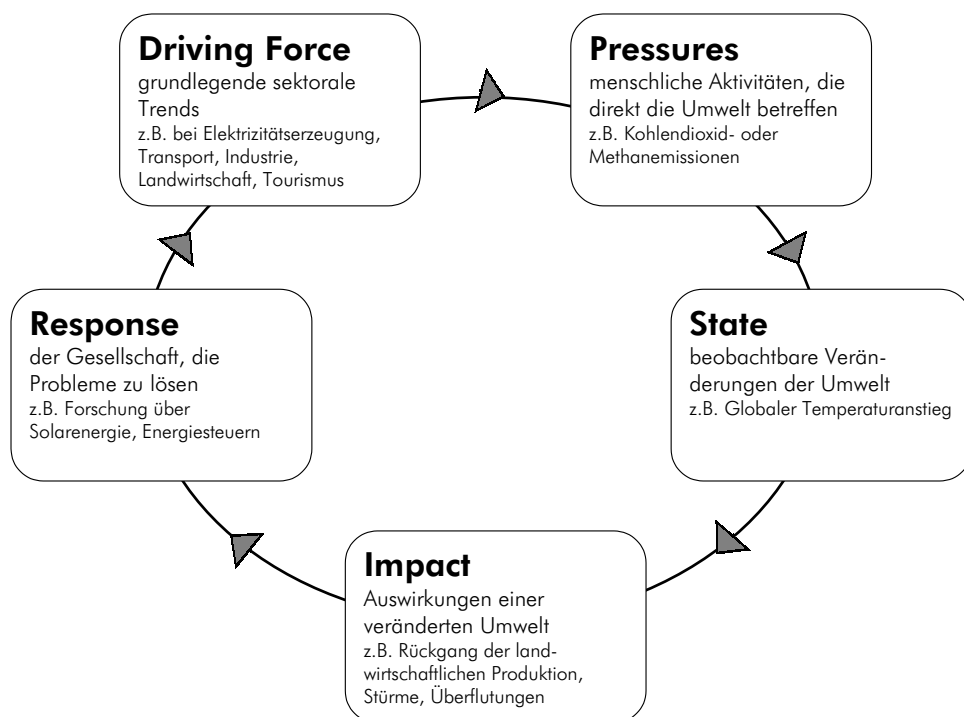 Driving Force
grundlegende sektorale
Trends
z.B. bei Elektrizitätserzeugung,
Transport, Industrie,
Landwirtschaft, Tourismus
Pressures
menschliche Aktivitäten, die
direkt die Umwelt betreffen
z.B. Kohlendioxid- oder
Methanemissionen
Response
der Gesellschaft, die
Probleme zu lösen
z.B. Forschung über
Solarenergie, Energiesteuern
State
beobachtbare Verän-
derungen der Umwelt
z.B. Globaler Temperaturanstieg
Impact
Auswirkungen einer
veränderten Umwelt
z.B. Rückgang der land-
wirtschaftlichen Produktion,
Stürme, Überflutungen